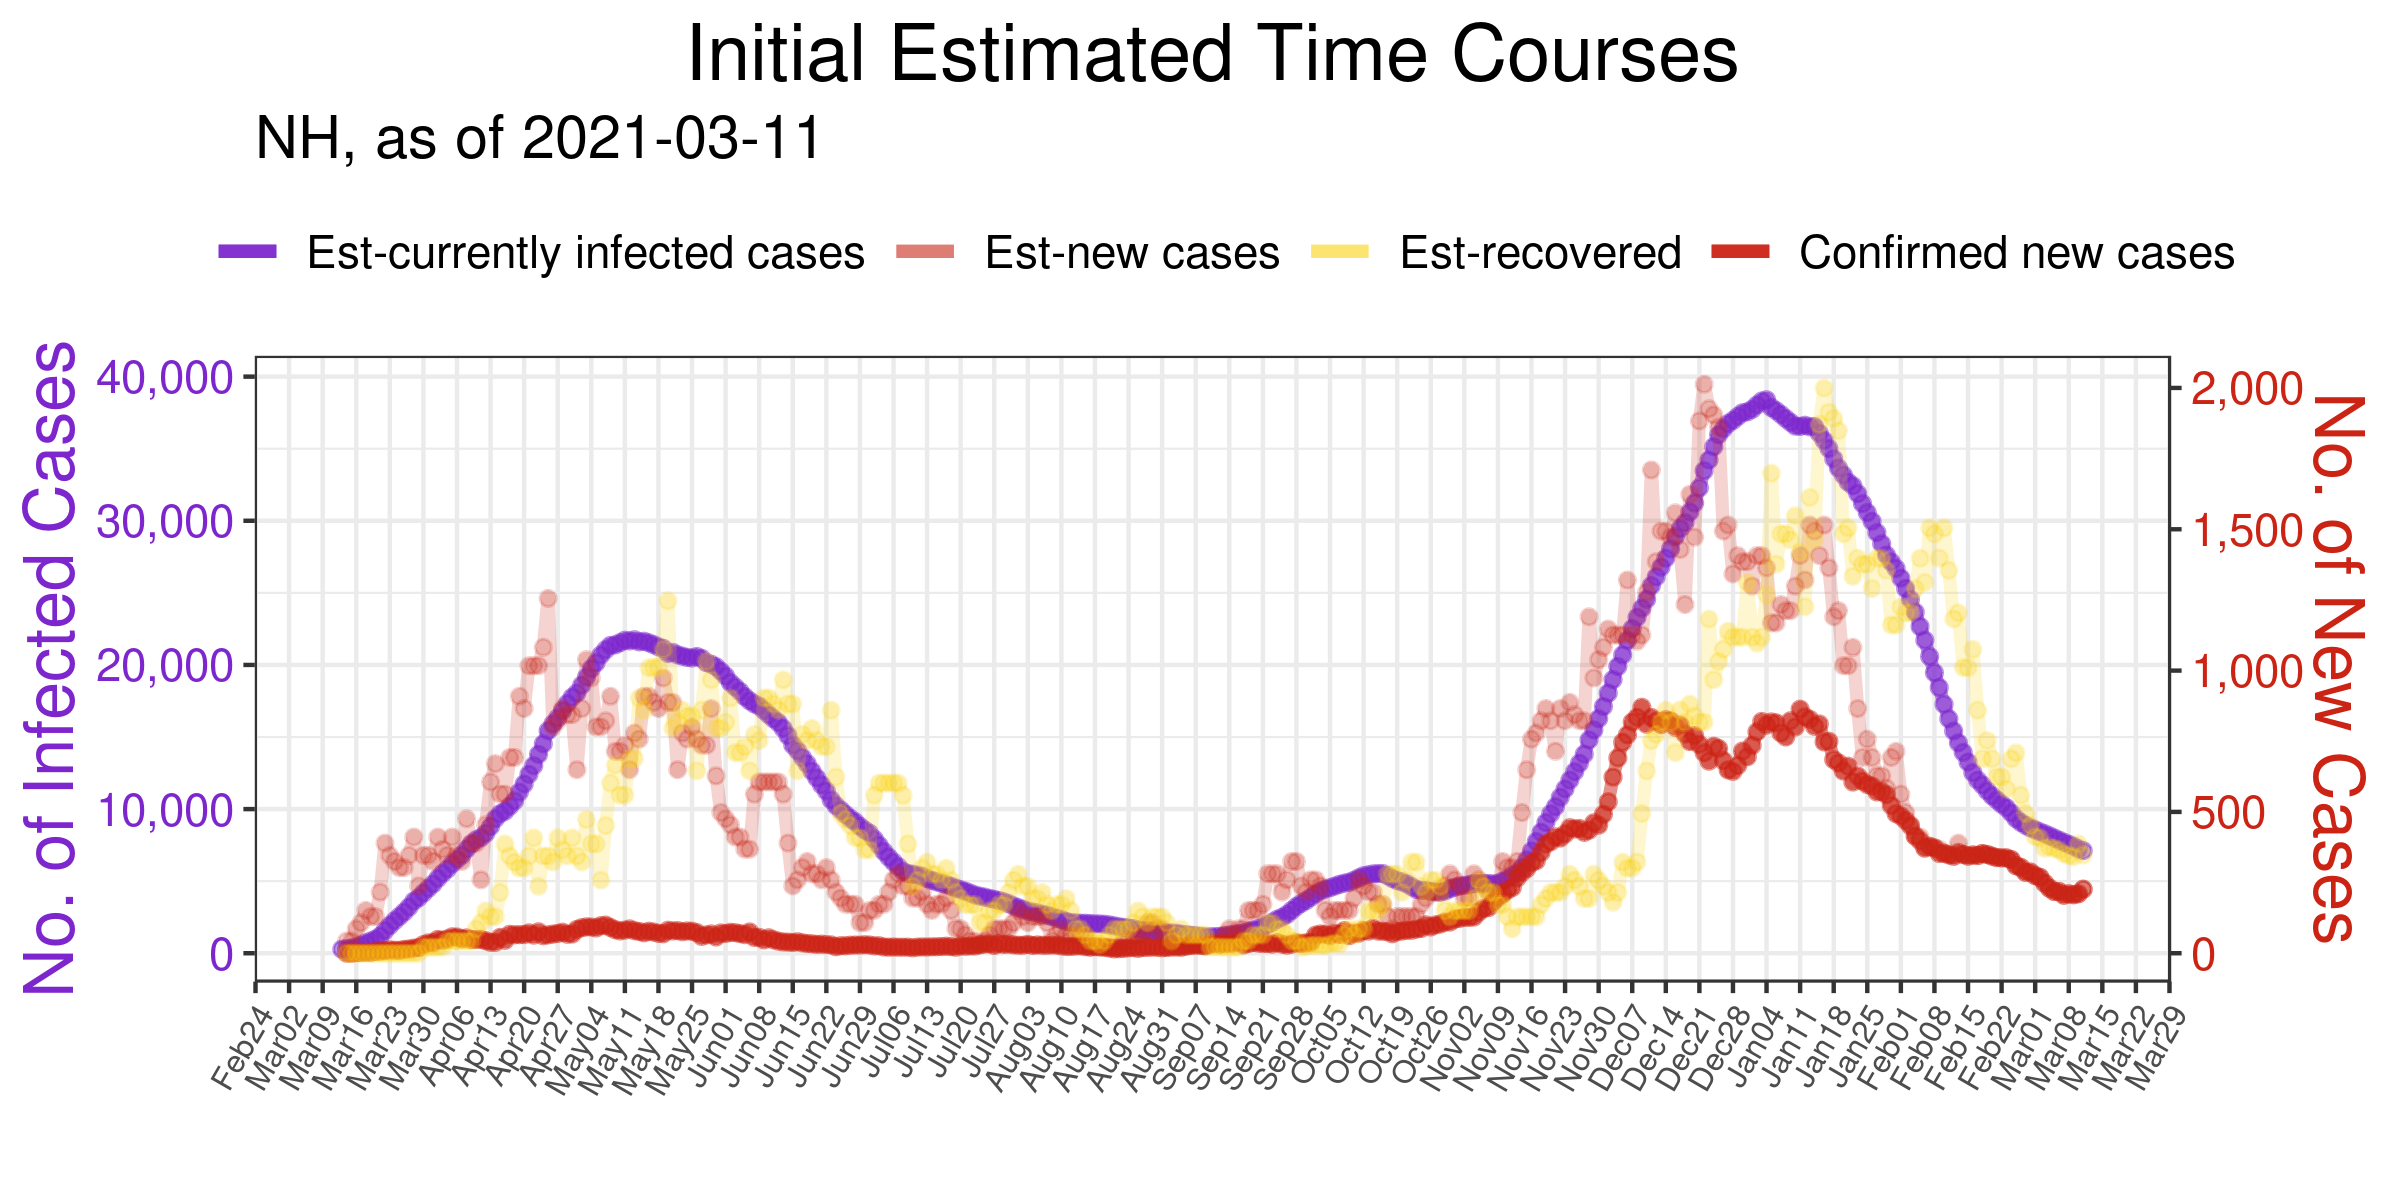 Initial Estimated Time Courses
NH, as of 2021-03-11
Est-currently infected cases
Est-new cases
Est-recovered
Confirmed new cases
No. of Infected Cases
40,000
30,000
20,000
10,000
0
2,000
1,500
1,000
500
0
No. of New Cases
Feb24
Mar02
Mar09
Mar16
Mar23
Mar30
Apr06
Apr13
Apr20
Apr27
May04
May11
May18
May25
Jun01
Jun08
Jun15
Jun22
Jun29
Jul06
Jul13
Jul20
Jul27
Aug03
Aug10
Aug17
Aug24
Aug31
Sep07
Sep14
Sep21
Sep28
Oct05
Oct12
Oct19
Oct26
Nov02
Nov09
Nov16
Nov23
Nov30
Dec07
Dec14
Dec21
Dec28
Jan04
Jan11
Jan18
Jan25
Feb01
Feb08
Feb15
Feb22
Mar01
Mar08
Mar15
Mar22
Mar29